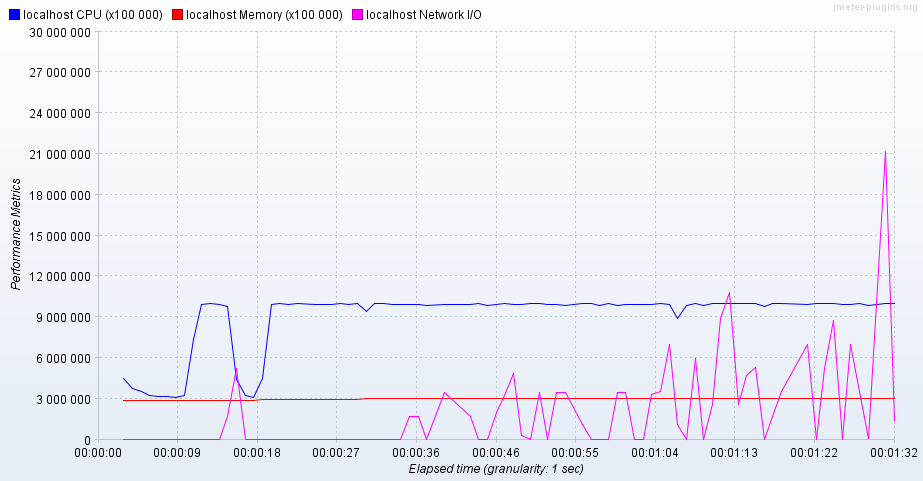 localhost CPU (x100 000) localhost Memory (x100 000) localhost Network I/O
jmeter-plugins.org
30 000 000
27 000 000
24 000 000
21 000 000
18 000 000
15 000 000
12 000 000
9 000 000
6 000 000
3 000 000
0
Performance Metrics
00:00:00 00:00:09 00:00:18 00:00:27 00:00:36 00:00:46 00:00:55 00:01:04 00:01:13 00:01:22 00:01:32
Elapsed time (granularity: 1 sec)